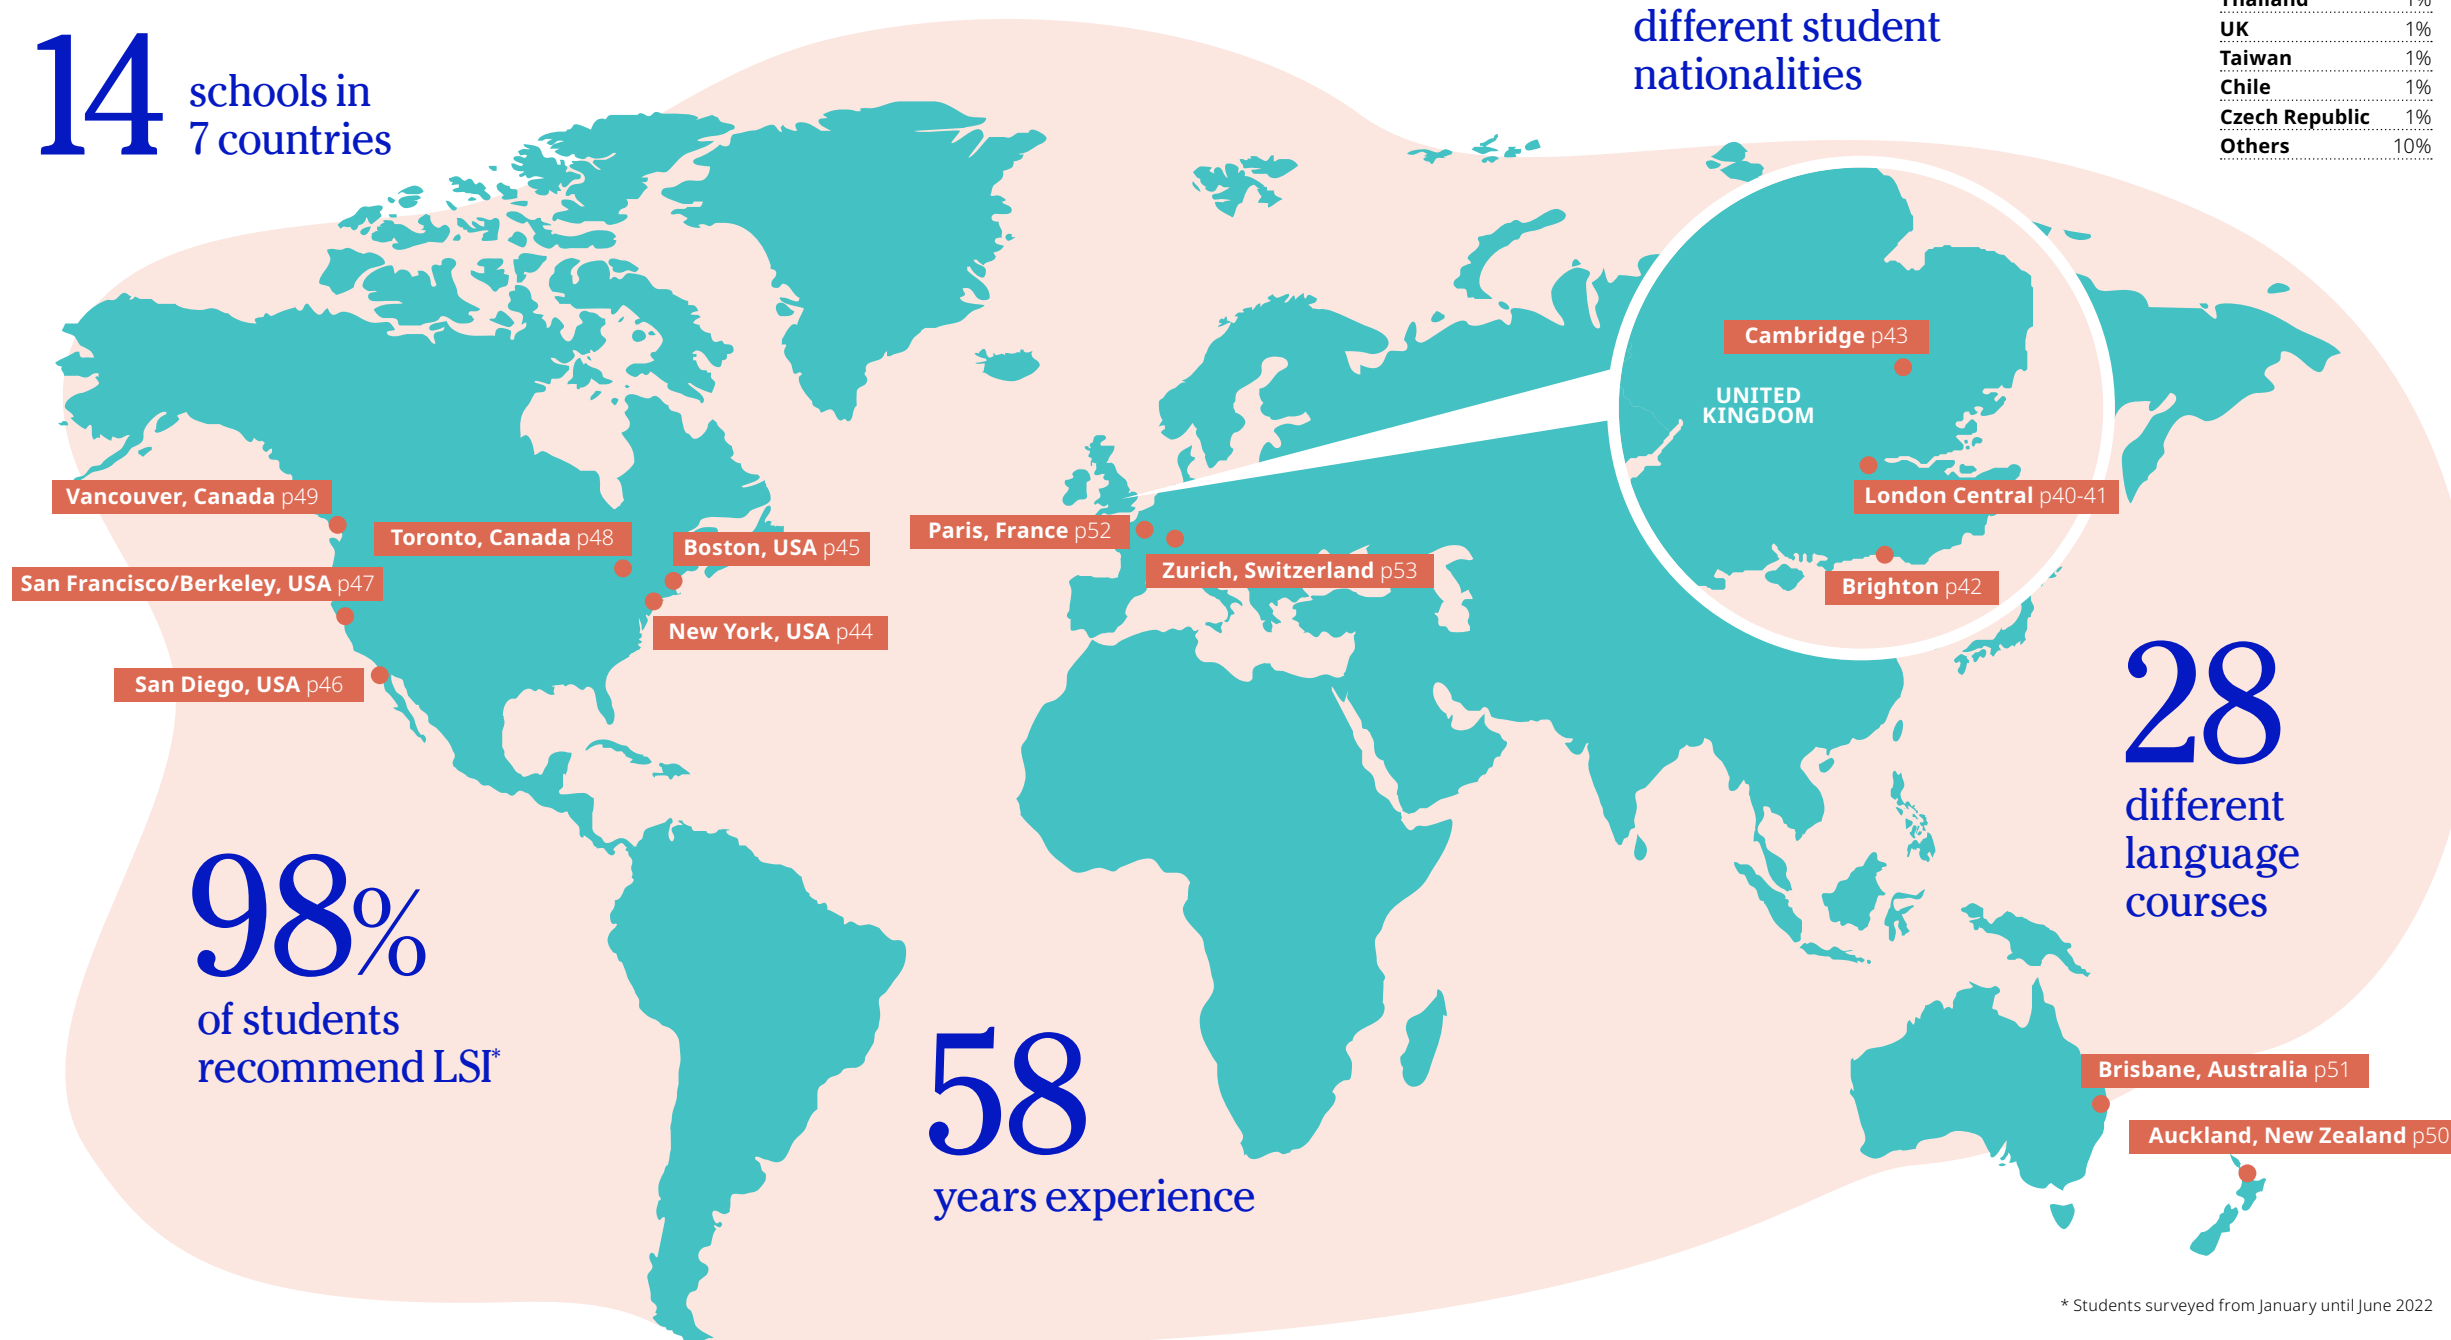 14
schools in
7 countries
different student
nationalities
Thailand 1%
UK 1%
Taiwan 1%
Chile 1%
Czech Republic 1%
Others 10%
Cambridge p43
UNITED
KINGDOM
London Central p40-41
Brighton p42
Vancouver, Canada p49
Toronto, Canada p48
Boston, USA p45
San Francisco/Berkeley, USA p47
New York, USA p44
San Diego, USA p46
Paris, France p52
Zurich, Switzerland p53
28
different
language
courses
98%
of students
recommend LSI*
58
years experience
Brisbane, Australia p51
Auckland, New Zealand p50
* Students surveyed from January until June 2022